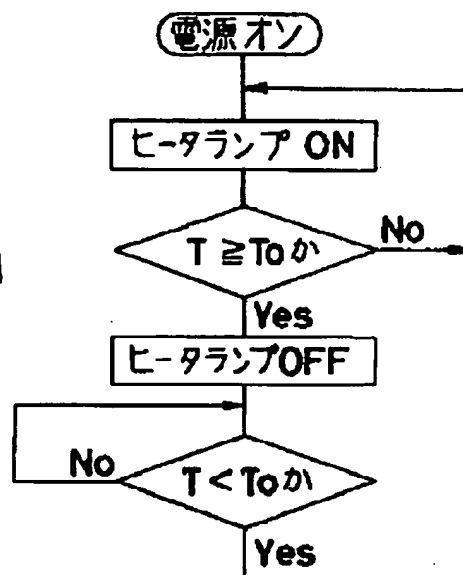 電源オン
ヒータランプ ON
T ≧ Toか
No
Yes
ヒータランプOFF
No
T < Toか
Yes